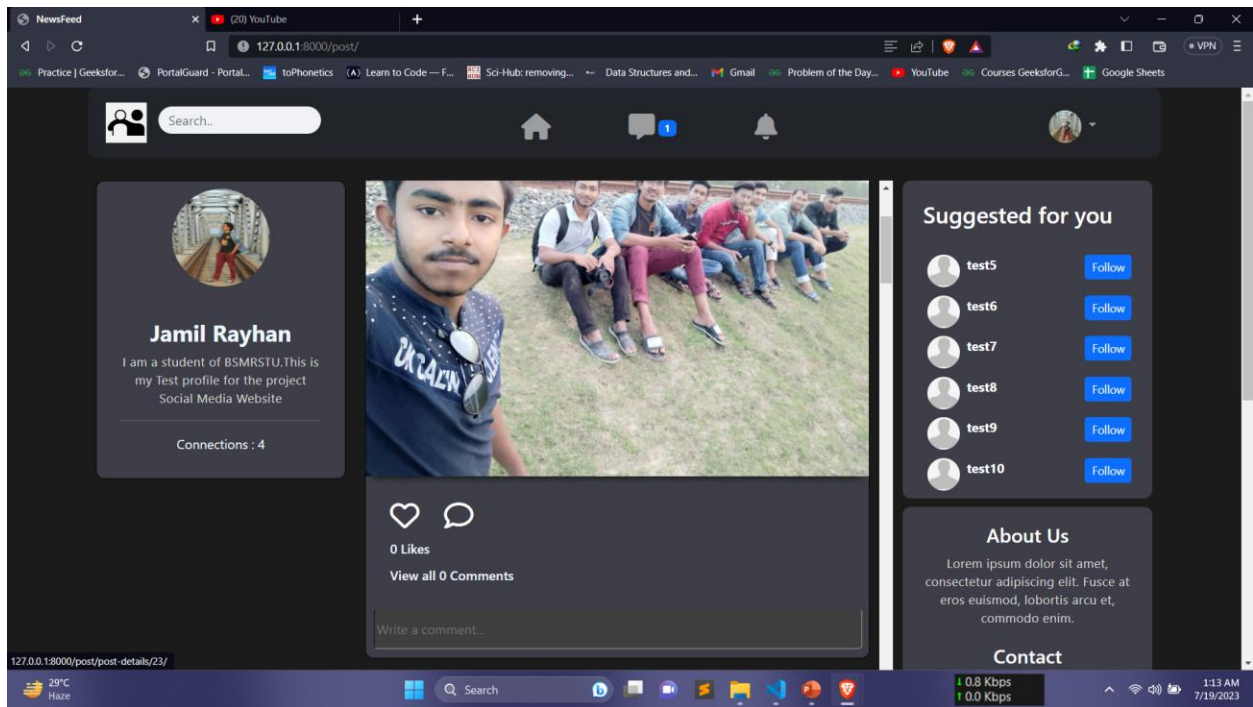 NewsFeed
(20) YouTube
127.0.0.1:8000/post/
VPN
Practice | Geeksfor...
PortalGuard - Portal...
toPhonetics
Learn to Code — F...
Sci-Hub: removing...
Data Structures and...
Gmail
Problem of the Day...
YouTube
Courses GeeksforG...
Google Sheets
Search..
1
Jamil Rayhan
I am a student of BSMRSTU.This is
my Test profile for the project
Social Media Website
Connections : 4
0 Likes
View all 0 Comments
Write a comment...
Suggested for you
test5 Follow
test6 Follow
test7 Follow
test8 Follow
test9 Follow
test10 Follow
About Us
Lorem ipsum dolor sit amet,
consectetur adipiscing elit. Fusce at
eros euismod, lobortis arcu et,
commodo enim.
Contact
127.0.0.1:8000/post/post-details/23/
29°C
Haze
Search
0.8 Kbps
0.0 Kbps
1:13 AM
7/19/2023